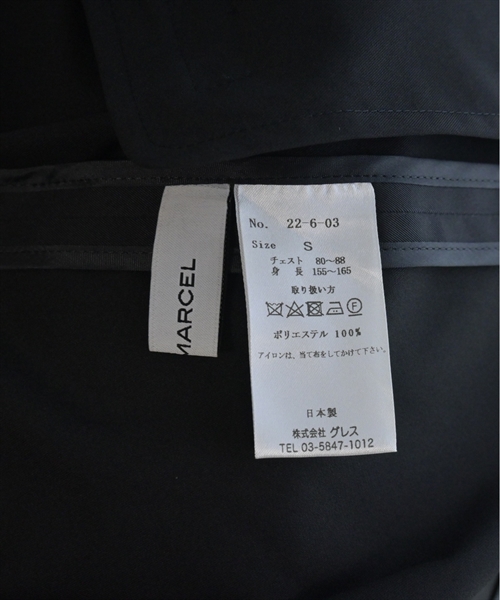 MARCEL
No. 22-6-03
Size S
チェスト 80～88
身 長 155～165
取り扱い方
ポリエステル 100%
アイロンは、当て布をしてかけて下さい。
日本製
株式会社 グレス
TEL 03-5847-1012